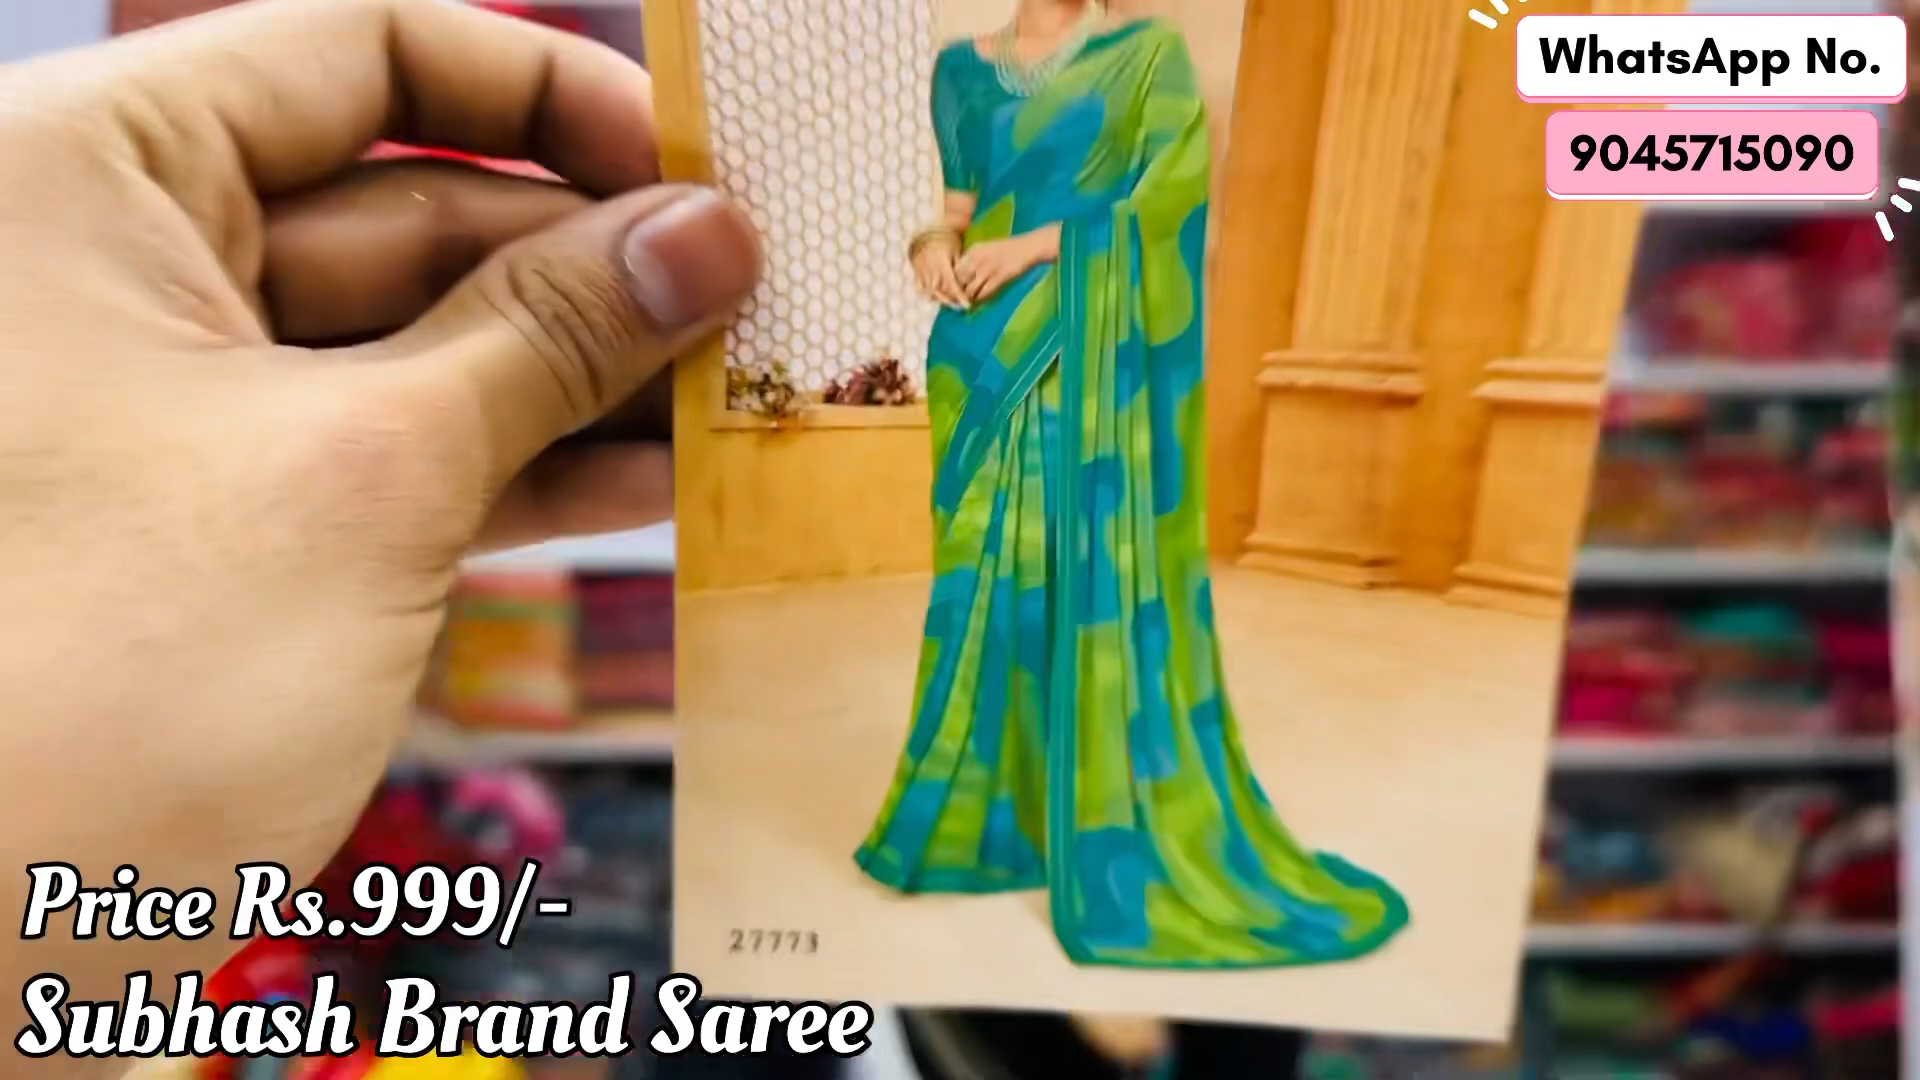 WhatsApp No.
9045715090
27773
Price Rs.999/-
Subhash Brand Saree